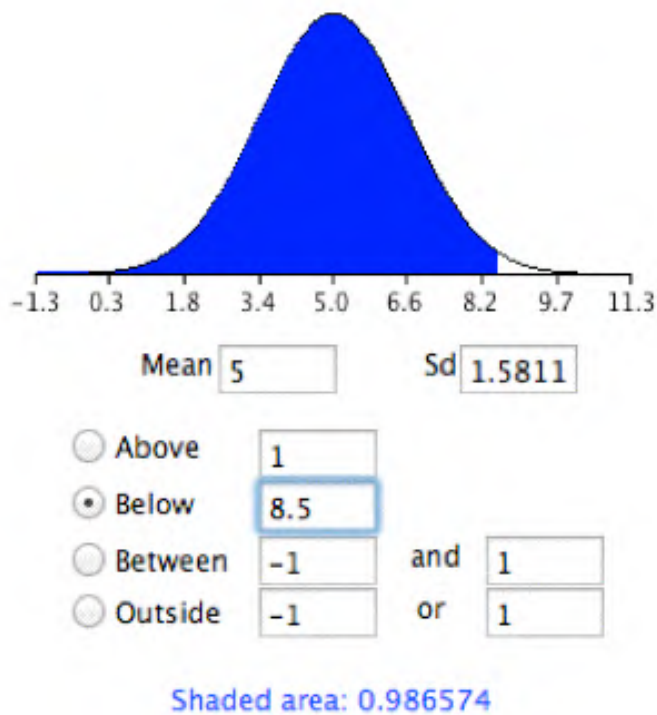 -1.3 0.3 1.8 3.4 5.0 6.6 8.2 9.7 11.3
Mean 5 Sd 1.5811
Above 1
Below 8.5
Between -1 and 1
Outside -1 or 1
Shaded area: 0.986574